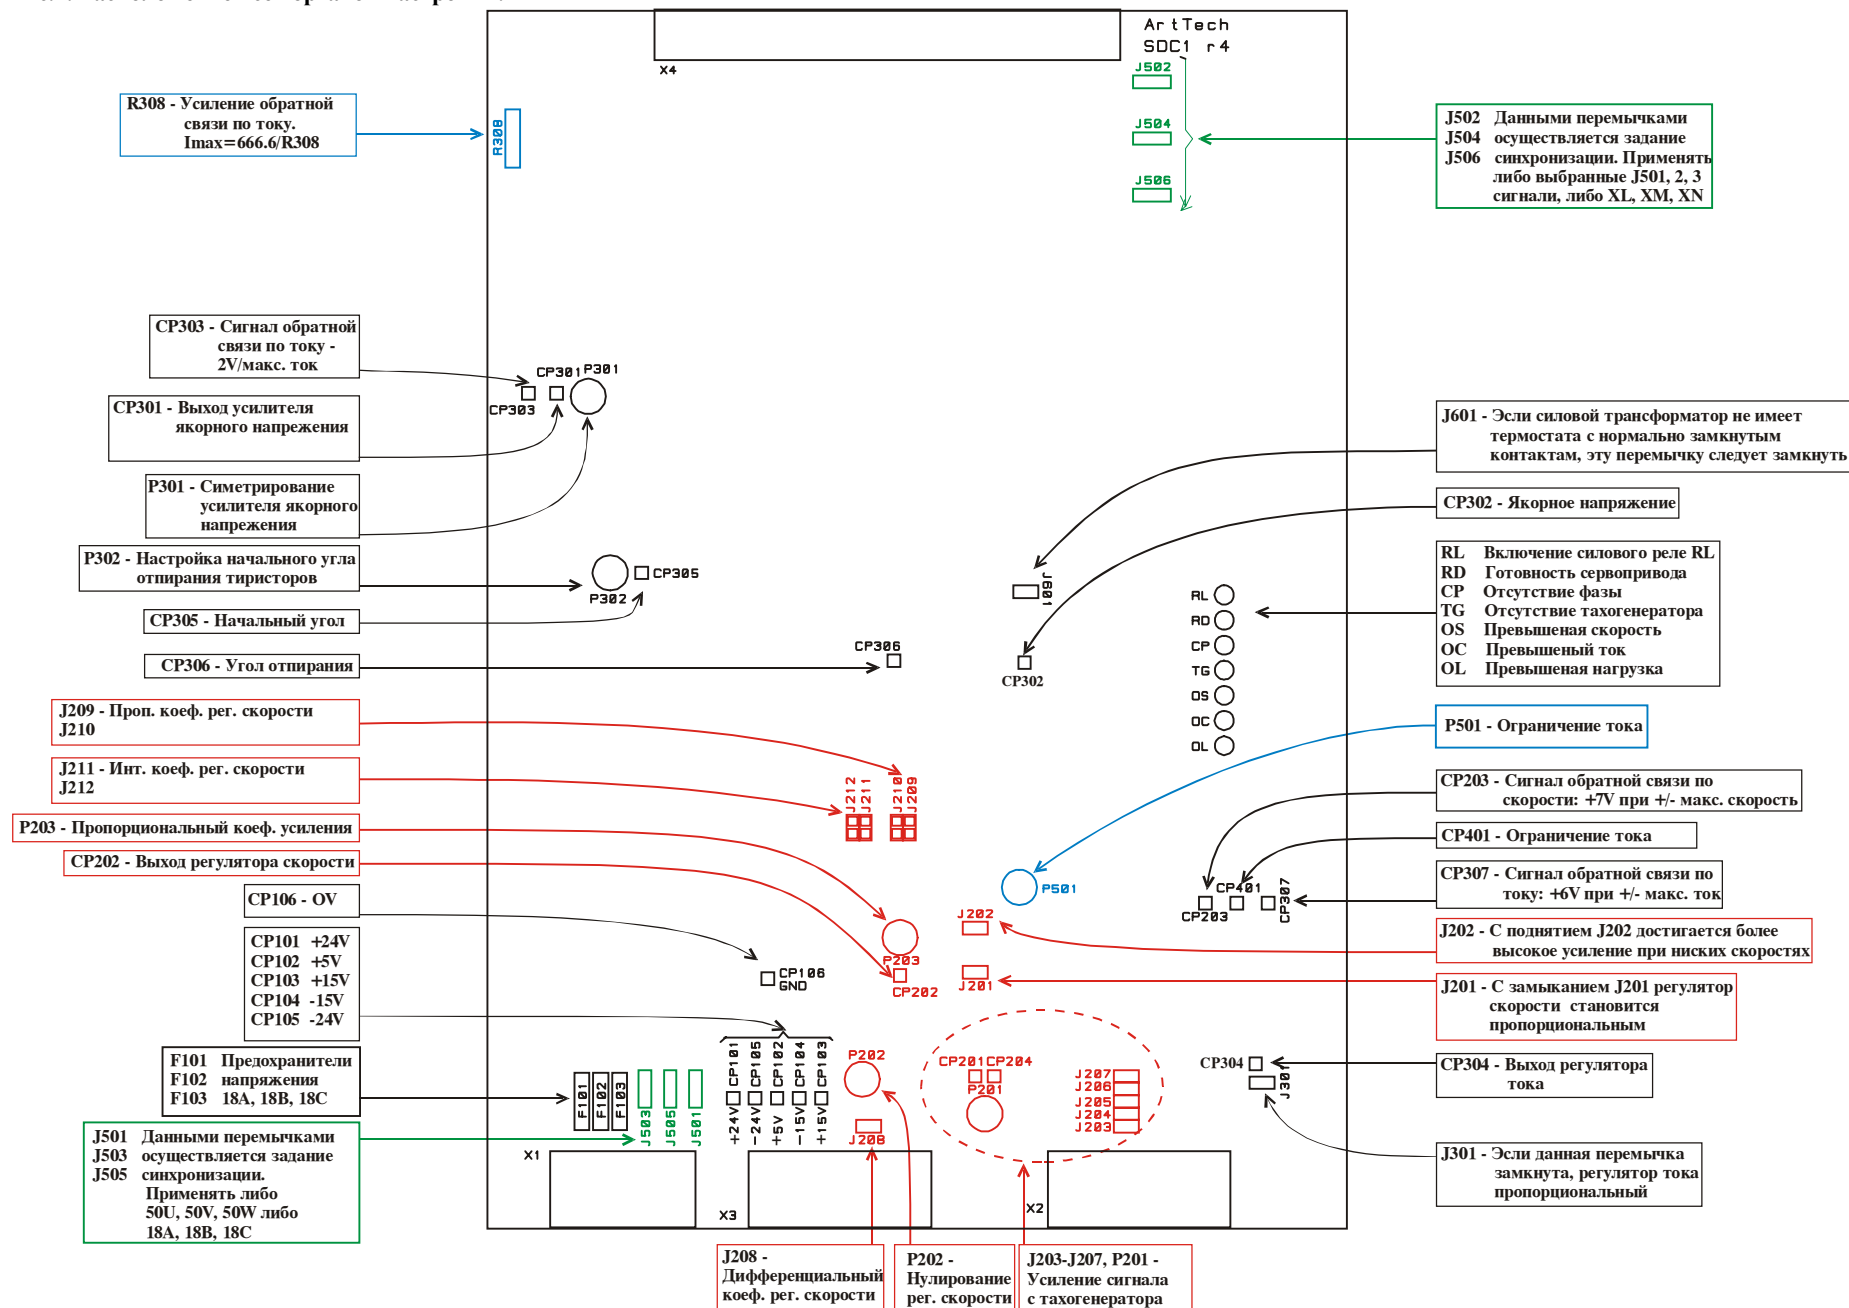 ArtTech
SDC1 r4
X4
J502
J504
J506
R308
R308 - Усиление обратной
связи по току.
Imax=666.6/R308
J502 Данными перемычками
J504 осуществляется задание
J506 синхронизации. Применять
либо выбранные J501, 2, 3
сигнали, либо XL, XM, XN
CP303 - Сигнал обратной
связи по току -
2V/макс. ток
CP301 P301
CP303
CP301 - Выход усилителя
якорного напрежения
P301 - Симетрирование
усилителя якорного
напрежения
P302 - Настройка начального угла
отпирания тиристоров
P302
CP305
CP305 - Начальный угол
CP306 - Угол отпирания
CP306
J601 - Эсли силовой трансформатор не имеет
термостата с нормально замкнутым
контактам, эту перемычку следует замкнуть
CP302 - Якорное напряжение
J601
CP302
RL
RD
CP
TG
OS
OC
OL
RL Включение силового реле RL
RD Готовность сервопривода
CP Отсутствие фазы
TG Отсутствие тахогенератора
OS Превышеная скорость
OC Превышеный ток
OL Превышеная нагрузка
J209 - Проп. коеф. рег. скорости
J210
J211 - Инт. коеф. рег. скорости
J212
J212
J211
J210
J209
P203 - Пропорциональный коеф. усиления
CP202 - Выход регулятора скорости
P501 - Ограничение тока
P501
CP203 - Сигнал обратной связи по
скорости: +7V при +/- макс. скорость
CP401 - Ограничение тока
CP307 - Сигнал обратной связи по
току: +6V при +/- макс. ток
CP401
CP203
CP307
CP106 - OV
CP101 +24V
CP102 +5V
CP103 +15V
CP104 -15V
CP105 -24V
CP106
GND
P203
CP202
J202
J201
J202 - С поднятием J202 достигается более
высокое усиление при ниских скоростях
J201 - С замыканием J201 регулятор
скорости становится
пропорциональным
F101 Предохранители
F102 напряжения
F103 18A, 18B, 18C
F101
F102
F103
J503
J505
J501
CP101
CP105
CP102
CP104
CP103
+24V
-24V
+5V
-15V
+15V
P202
J208
CP201 CP204
P201
J207
J206
J205
J204
J203
CP304
J301
CP304 - Выход регулятора
тока
J301 - Эсли данная перемычка
замкнута, регулятор тока
пропорциональный
J501 Данными перемычками
J503 осуществляется задание
J505 синхронизации.
Применять либо
50U, 50V, 50W либо
18A, 18B, 18C
X1
X3
X2
J208 -
Дифференциальный
коеф. рег. скорости
P202 -
Нулирование
рег. скорости
J203-J207, P201 -
Усиление сигнала
с тахогенератора